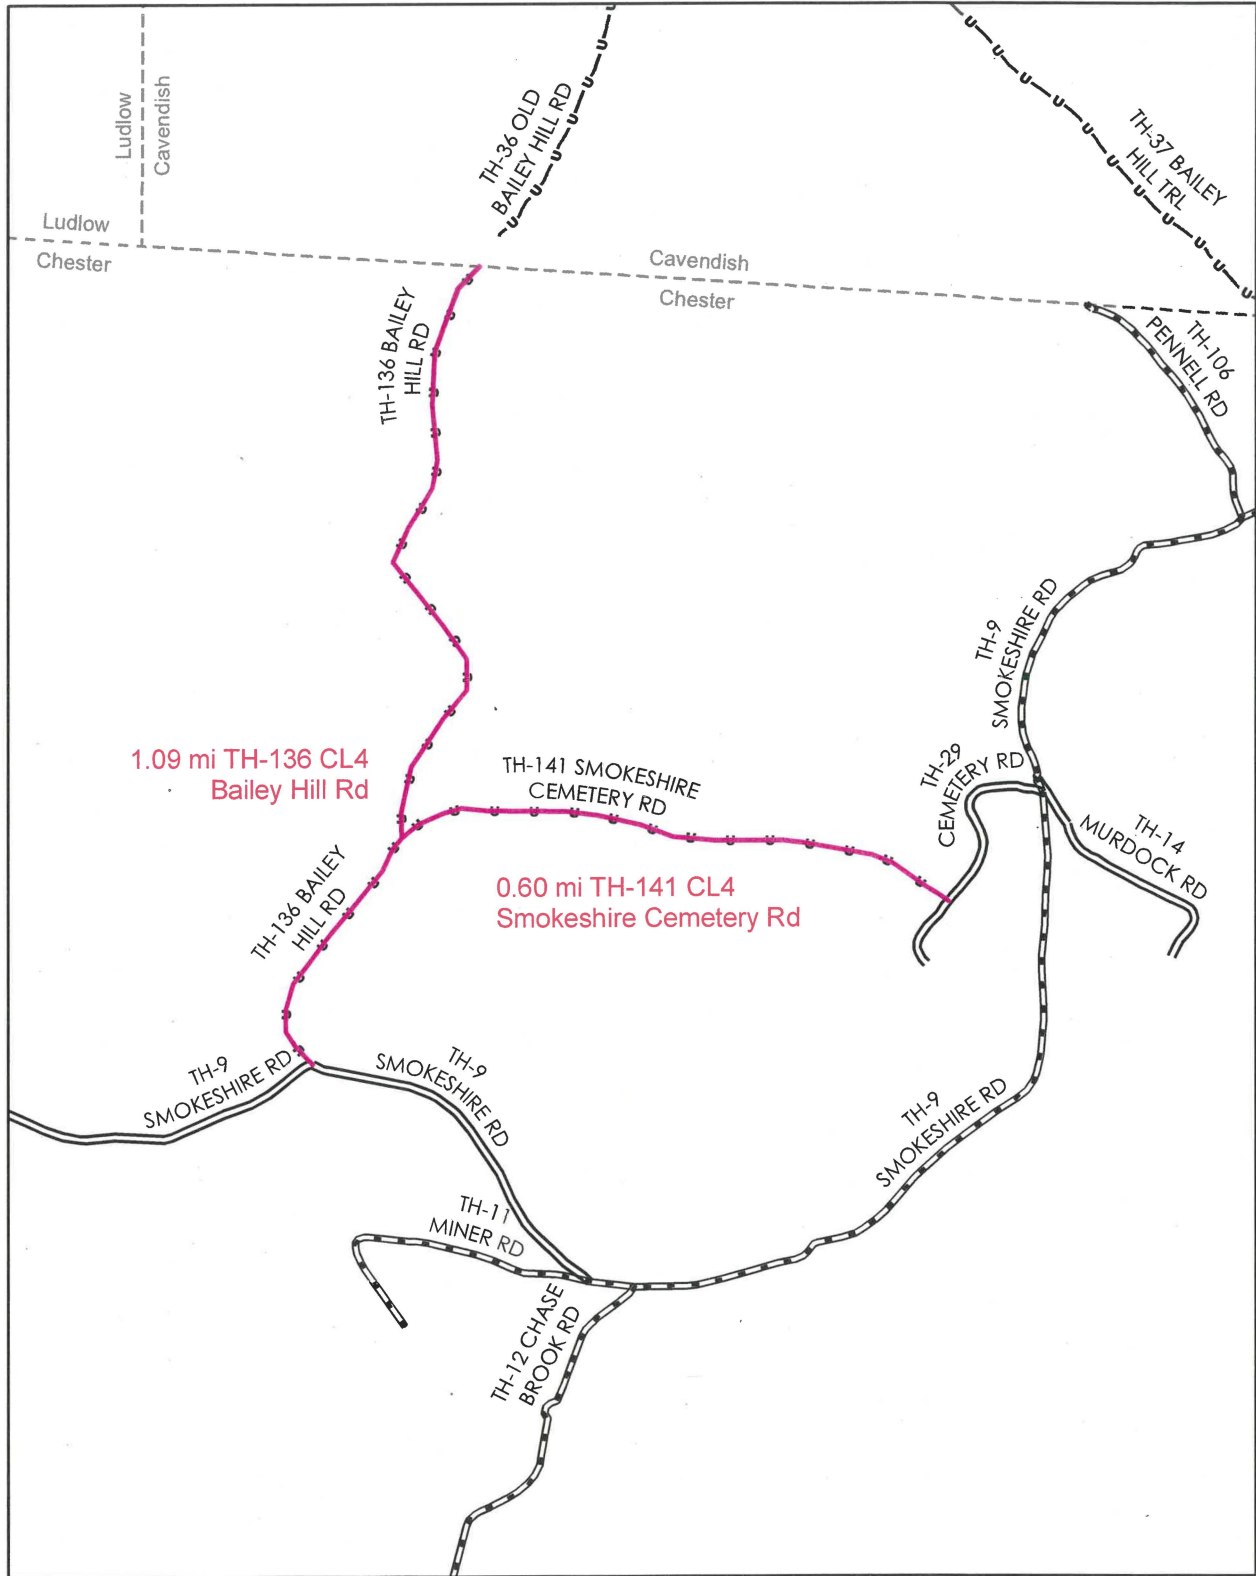 Ludlow
Cavendish
TH-36 OLD
BAILEY HILL RD
TH-37 BAILEY
HILL TRL
Ludlow
Chester
Cavendish
Chester
TH-136 BAILEY
HILL RD
TH-106
PENNELL RD
TH-9
SMOKESHIRE RD
1.09 mi TH-136 CL4
Bailey Hill Rd
TH-141 SMOKESHIRE
CEMETERY RD
TH-29
CEMETERY RD
TH-14
MURDOCK RD
TH-136 BAILEY
HILL RD
0.60 mi TH-141 CL4
Smokeshire Cemetery Rd
TH-9
SMOKESHIRE RD
TH-9
SMOKESHIRE RD
TH-9
SMOKESHIRE RD
TH-11
MINER RD
TH-12 CHASE
BROOK RD